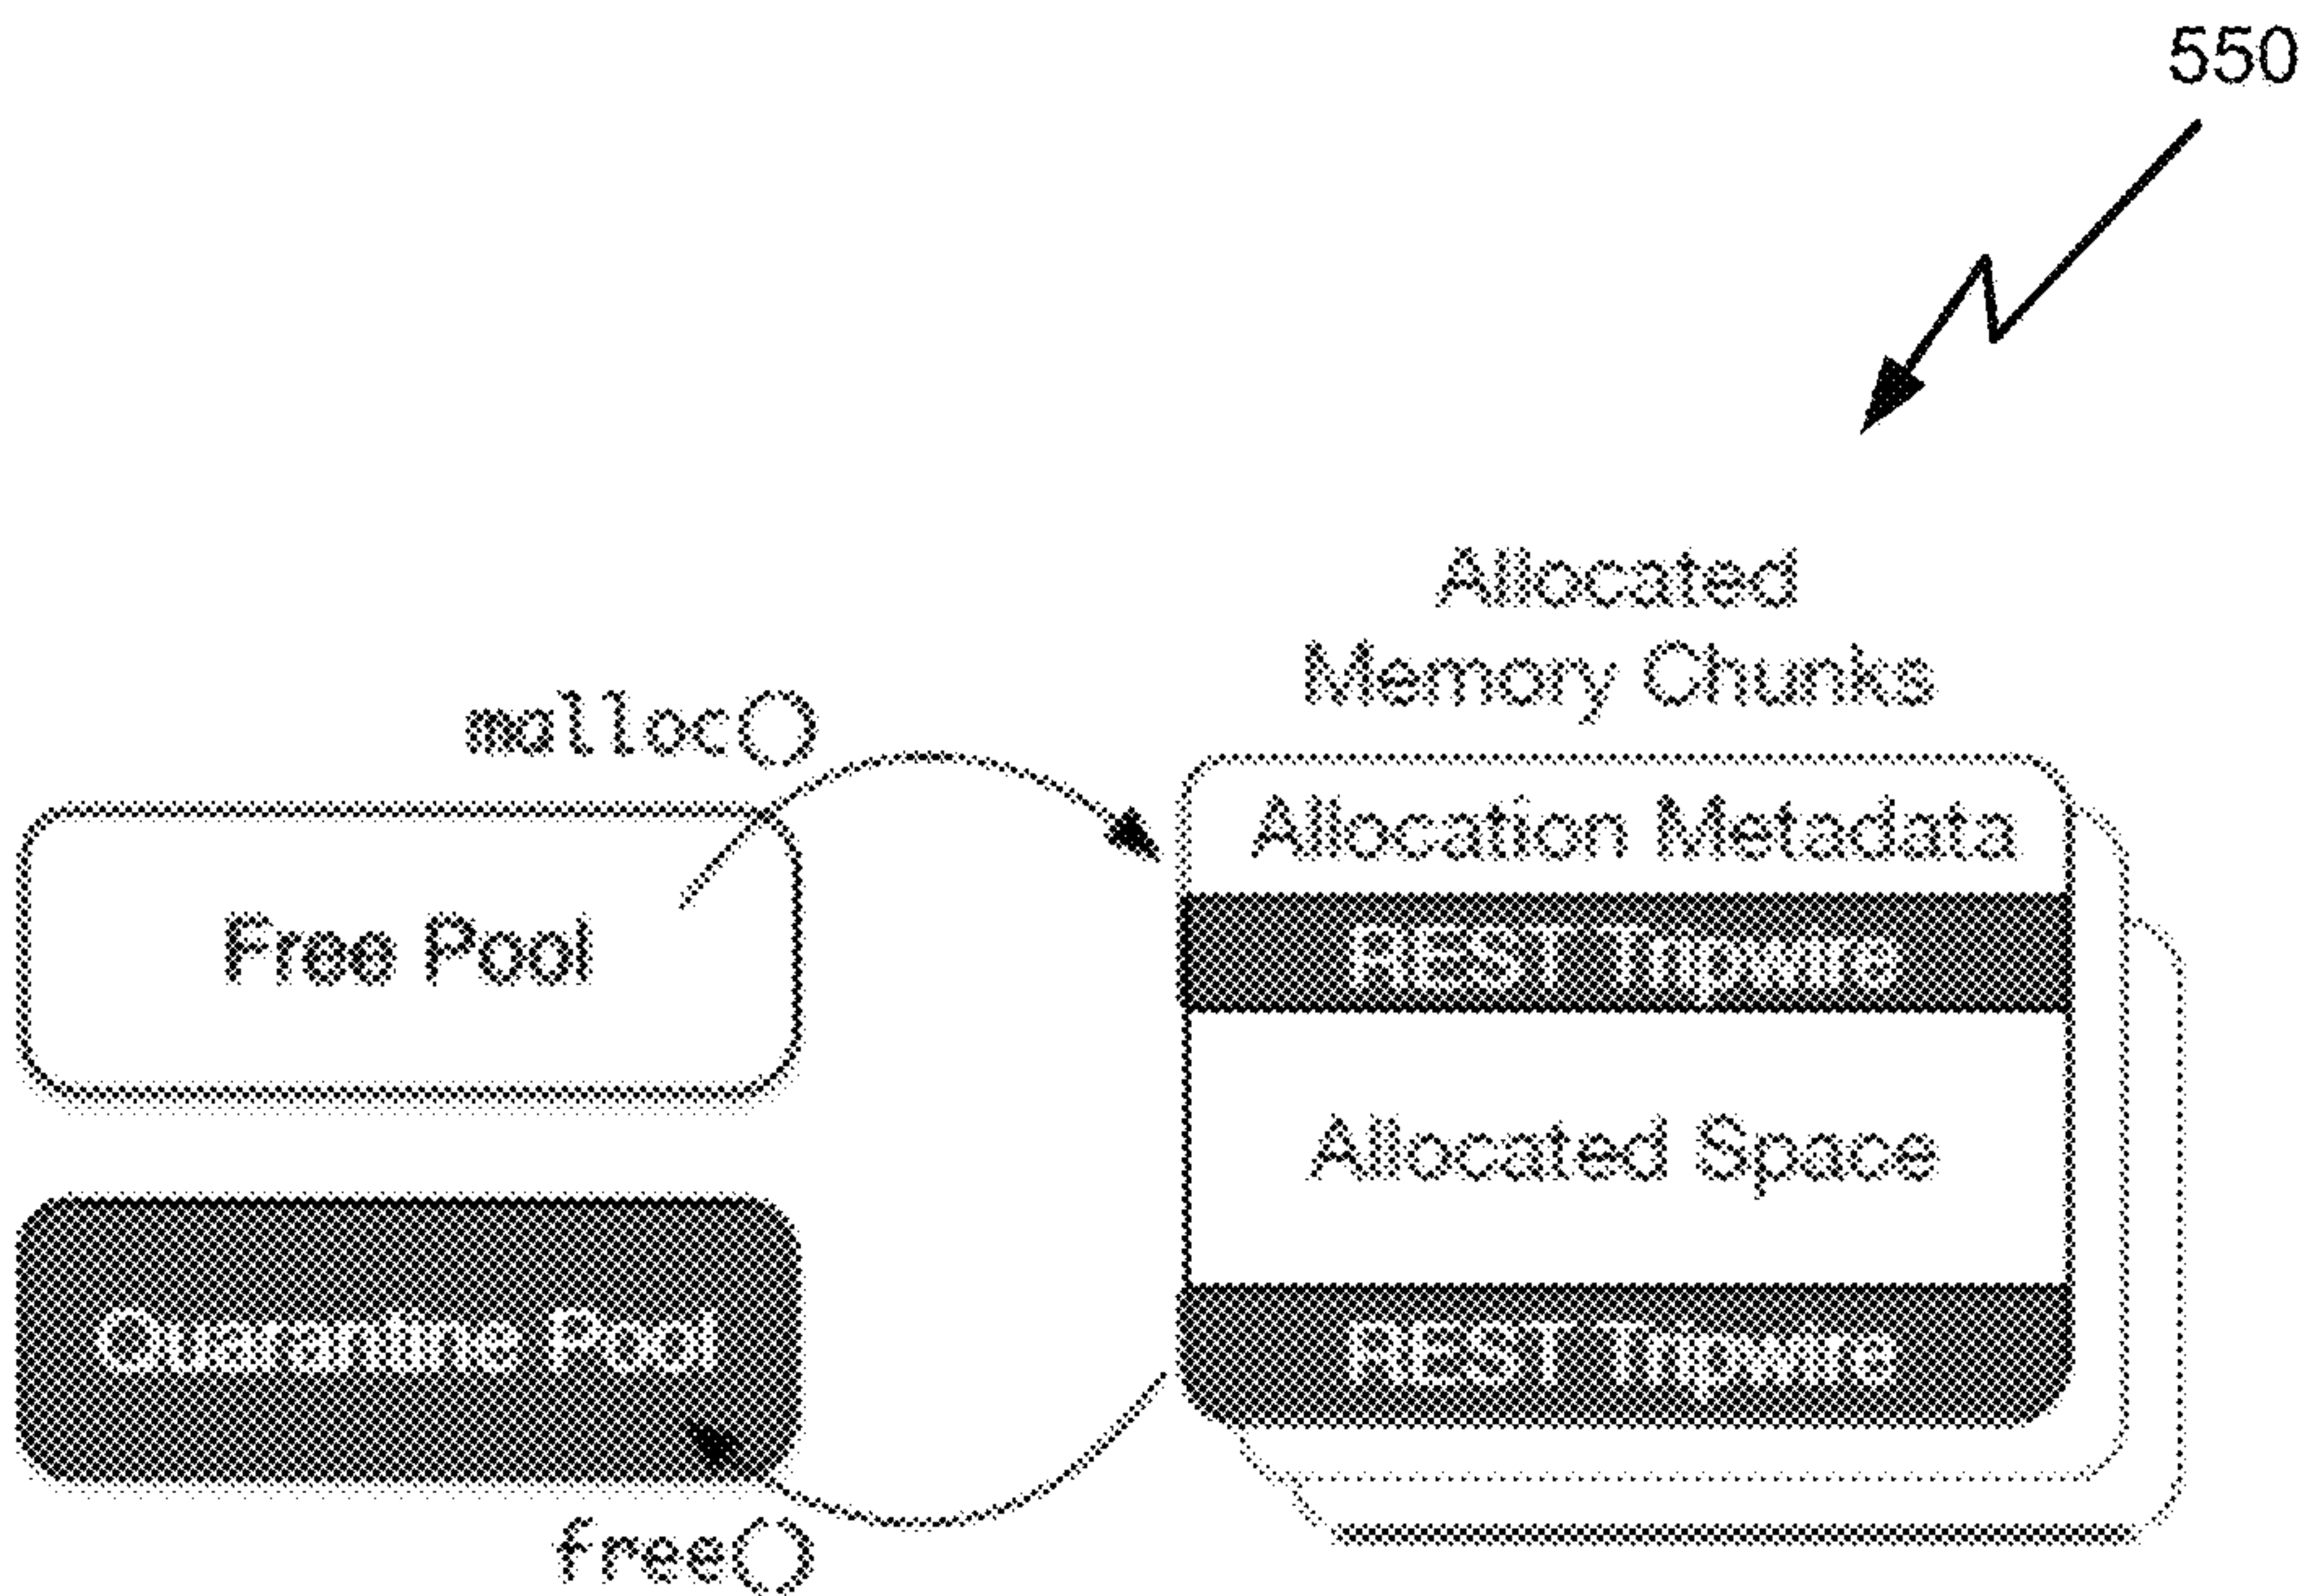 550
Allocated
Memory Chunks
malloc()
Allocation Metadata
Free Pool
REST Tripwire
Allocated Space
Quarantine Pool
REST Tripwire
free()